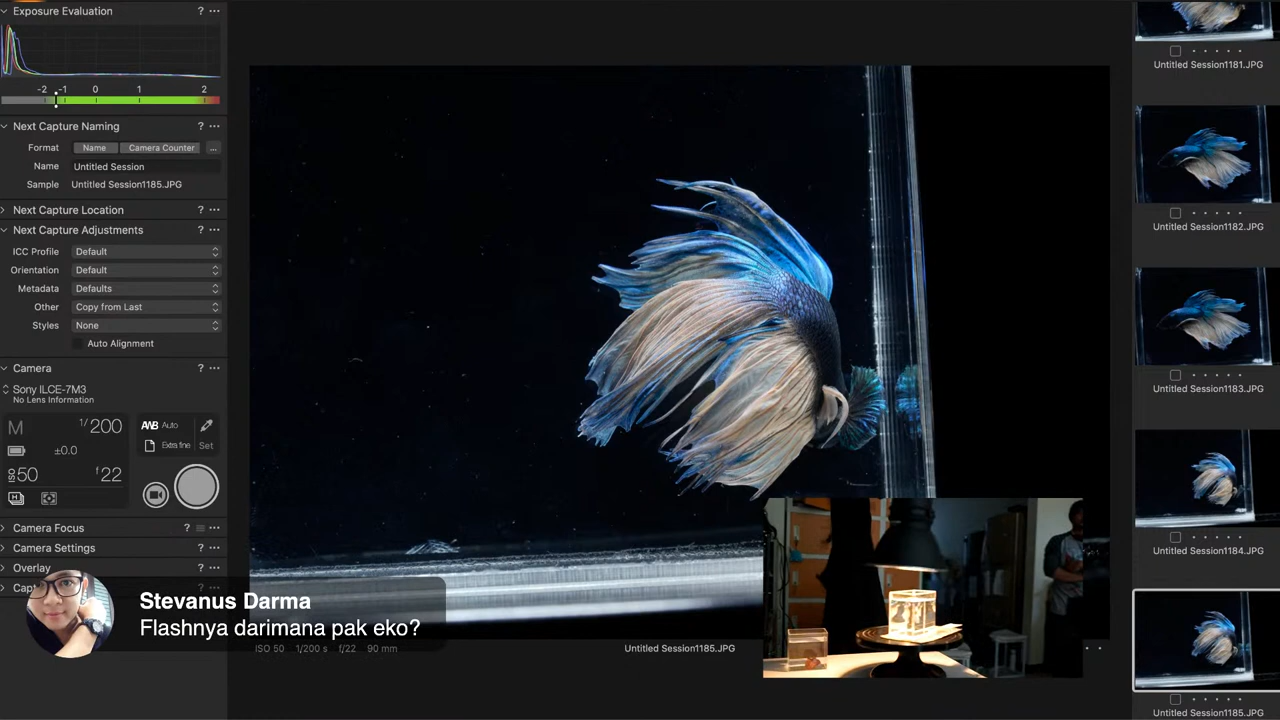 Exposure Evaluation ? ...
-2 -1 0 1 2
Next Capture Naming ? ...
Format Name Camera Counter ...
Name Untitled Session
Sample Untitled Session1185.JPG
Next Capture Location ? ...
Next Capture Adjustments ? ...
ICC Profile Default
Orientation Default
Metadata Defaults
Other Copy from Last
Styles None
Auto Alignment
Camera ...
Sony ILCE-7M3
No Lens Information
M 1/200 AWB Auto
±0.0 Extra fine Set
ISO 50 f22
H
Camera Focus ? ...
Camera Settings ? ...
Overlay ? ...
Stevanus Darma
Flashnya darimana pak eko?
ISO 50 1/200 s f/22 90 mm
Untitled Session1185.JPG
Untitled Session1181.JPG
Untitled Session1182.JPG
Untitled Session1183.JPG
Untitled Session1184.JPG
Untitled Session1185.JPG